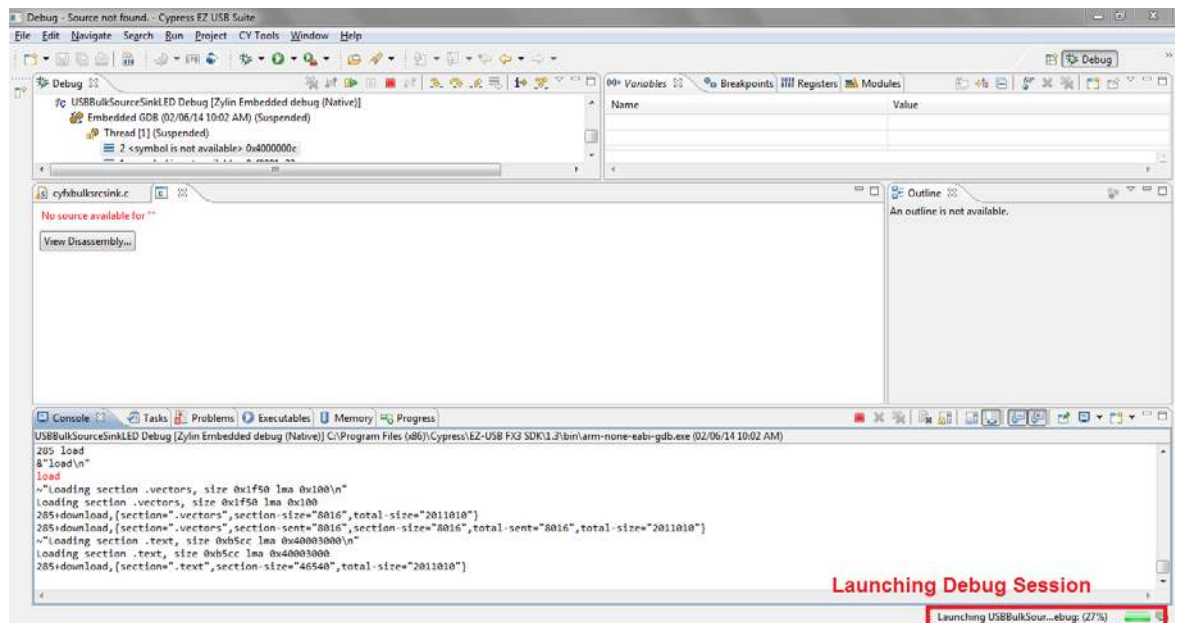 Debug - Source not found. - Cypress EZ USB Suite
File Edit Navigate Search Run Project CY Tools Window Help
Debug
Debug
USBBulkSourceSinkLED Debug [Zylin Embedded debug (Native)]
Embedded GDB (02/06/14 10:02 AM) (Suspended)
Thread [1] (Suspended)
2 <symbol is not available> 0x4000000c
Variables Breakpoints Registers Modules
Name Value
cyfxbulksrcsink.c
No source available for ""
View Disassembly...
Outline
An outline is not available.
Console Tasks Problems Executables Memory Progress
USBBulkSourceSinkLED Debug [Zylin Embedded debug (Native)] C:\Program Files (x86)\Cypress\EZ-USB FX3 SDK\1.3\bin\arm-none-eabi-gdb.exe (02/06/14 10:02 AM)
285 load
&"load\n"
load
~"Loading section .vectors, size 0x1f50 lma 0x100\n"
Loading section .vectors, size 0x1f50 lma 0x100
285+download,{section=".vectors",section-size="8016",total-size="2011010"}
285+download,{section=".vectors",section-sent="8016",section-size="8016",total-sent="8016",total-size="2011010"}
~"Loading section .text, size 0xb5cc lma 0x40003000\n"
Loading section .text, size 0xb5cc lma 0x40003000
285+download,{section=".text",section-size="46540",total-size="2011010"}
Launching Debug Session
Launching USBBulkSour...ebug: (27%)